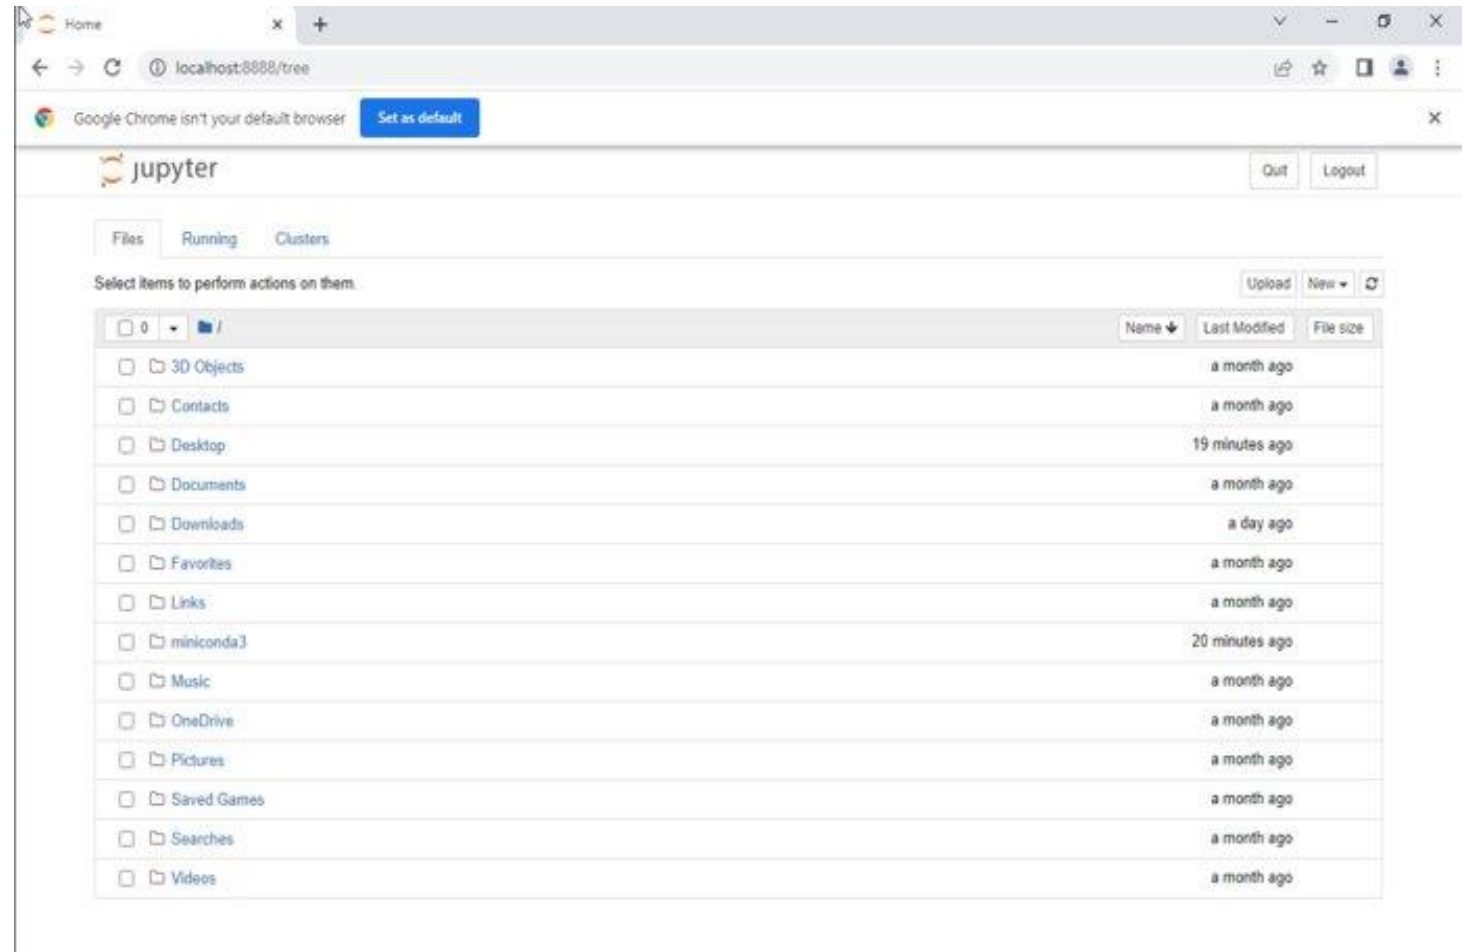 Home
localhost:8888/tree
Google Chrome isn't your default browser Set as default
jupyter Quit Logout
Files Running Clusters
Select items to perform actions on them. Upload New
0 / Name Last Modified File size
3D Objects a month ago
Contacts a month ago
Desktop 19 minutes ago
Documents a month ago
Downloads a day ago
Favorites a month ago
Links a month ago
miniconda3 20 minutes ago
Music a month ago
OneDrive a month ago
Pictures a month ago
Saved Games a month ago
Searches a month ago
Videos a month ago